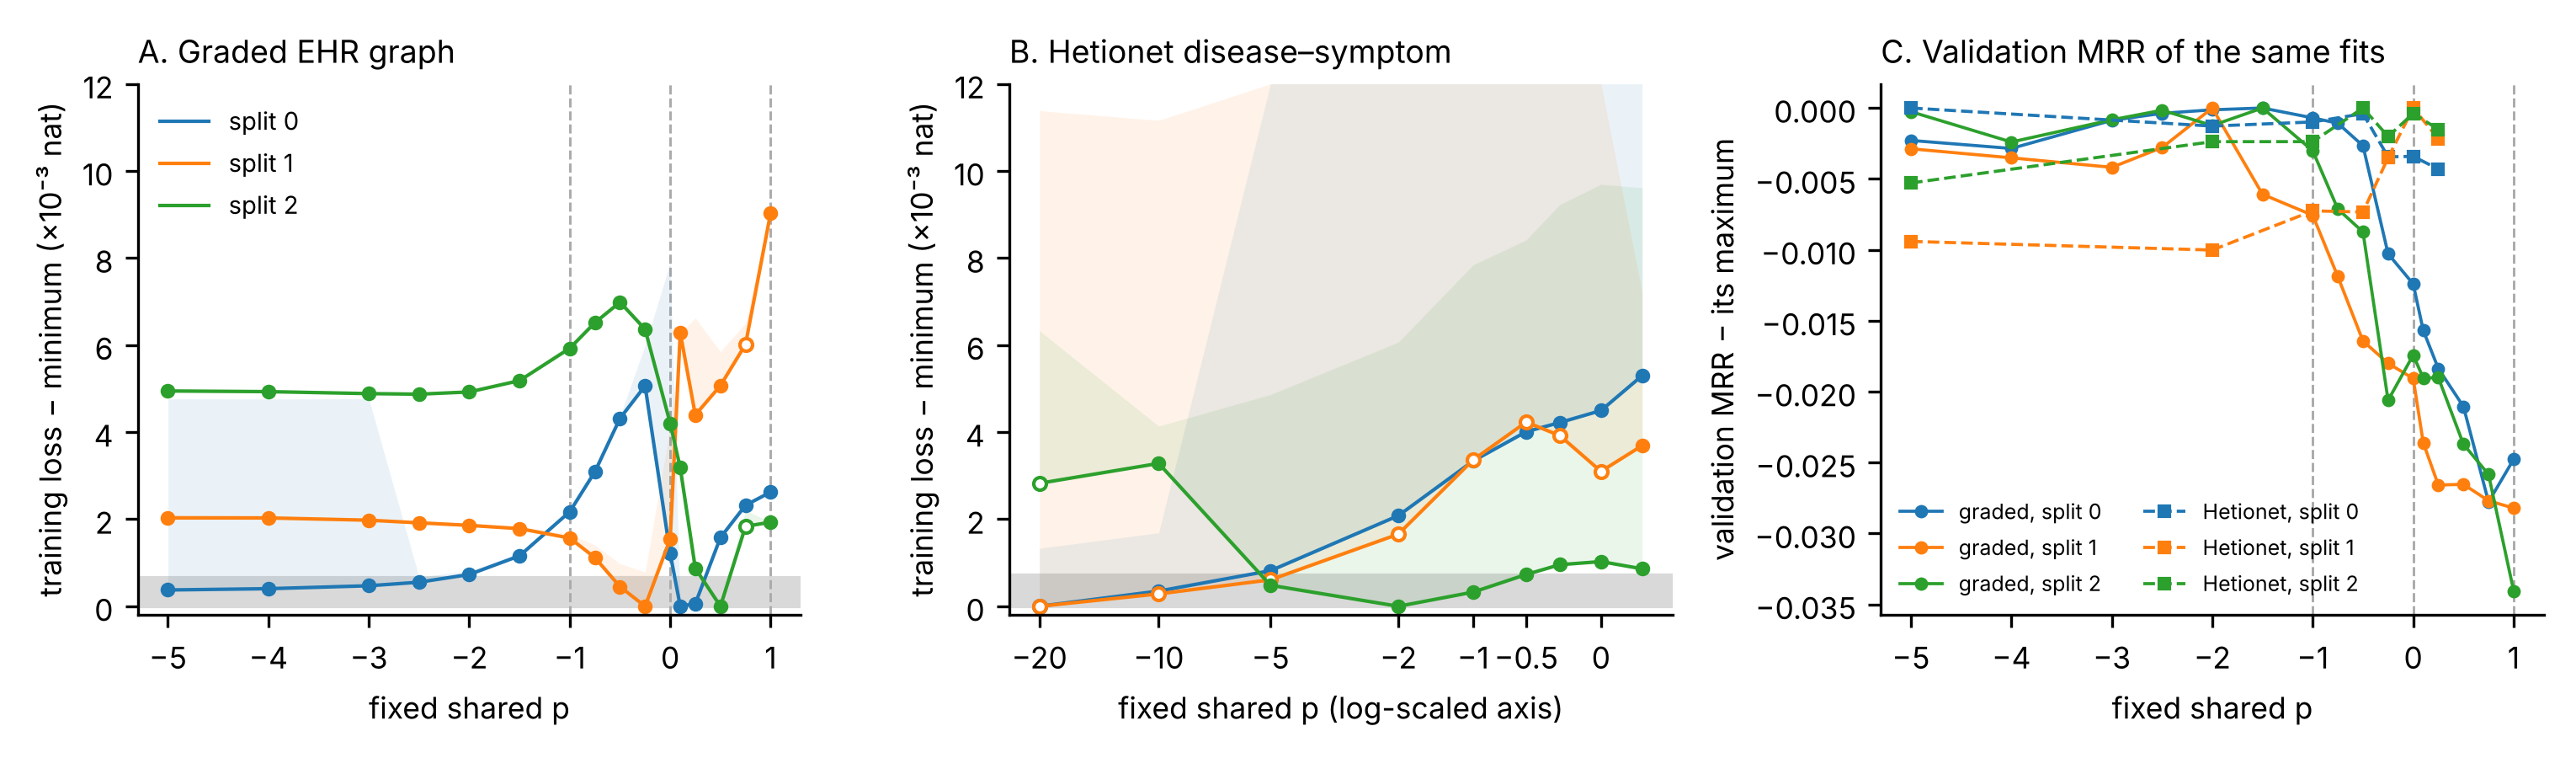 A. Graded EHR graph
training loss − minimum (×10⁻³ nat)
12
10
8
6
4
2
0
split 0
split 1
split 2
−5
−4
−3
−2
−1
0
1
fixed shared p
B. Hetionet disease–symptom
training loss − minimum (×10⁻³ nat)
12
10
8
6
4
2
0
−20
−10
−5
−2
−1
−0.5
0
fixed shared p (log-scaled axis)
C. Validation MRR of the same fits
validation MRR − its maximum
0.000
−0.005
−0.010
−0.015
−0.020
−0.025
−0.030
−0.035
graded, split 0
graded, split 1
graded, split 2
Hetionet, split 0
Hetionet, split 1
Hetionet, split 2
−5
−4
−3
−2
−1
0
1
fixed shared p